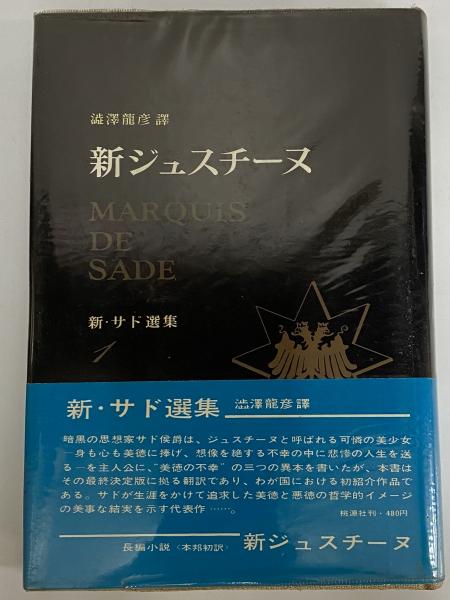 澁澤龍彦 譯
新ジュスチーヌ
MARQUIS
DE
SADE
新・サド選集
1
新・サド選集 澁澤龍彦譯
暗黒の思想家サド侯爵は、ジュスチーヌと呼ばれる可憐の美少女
―身も心も美徳に捧げ、想像を絶する不幸の中に悲惨の人生を送
る―を主人公に、“美徳の不幸”の三つの異本を書いたが、本書は
その最終決定版に拠る翻訳であり、わが国における初紹介作品で
ある。サドが生涯をかけて追求した美徳と悪徳の哲学的イメージ
の美事な結実を示す代表作……。
桃源社刊・480円
長編小説〈本邦初訳〉 新ジュスチーヌ